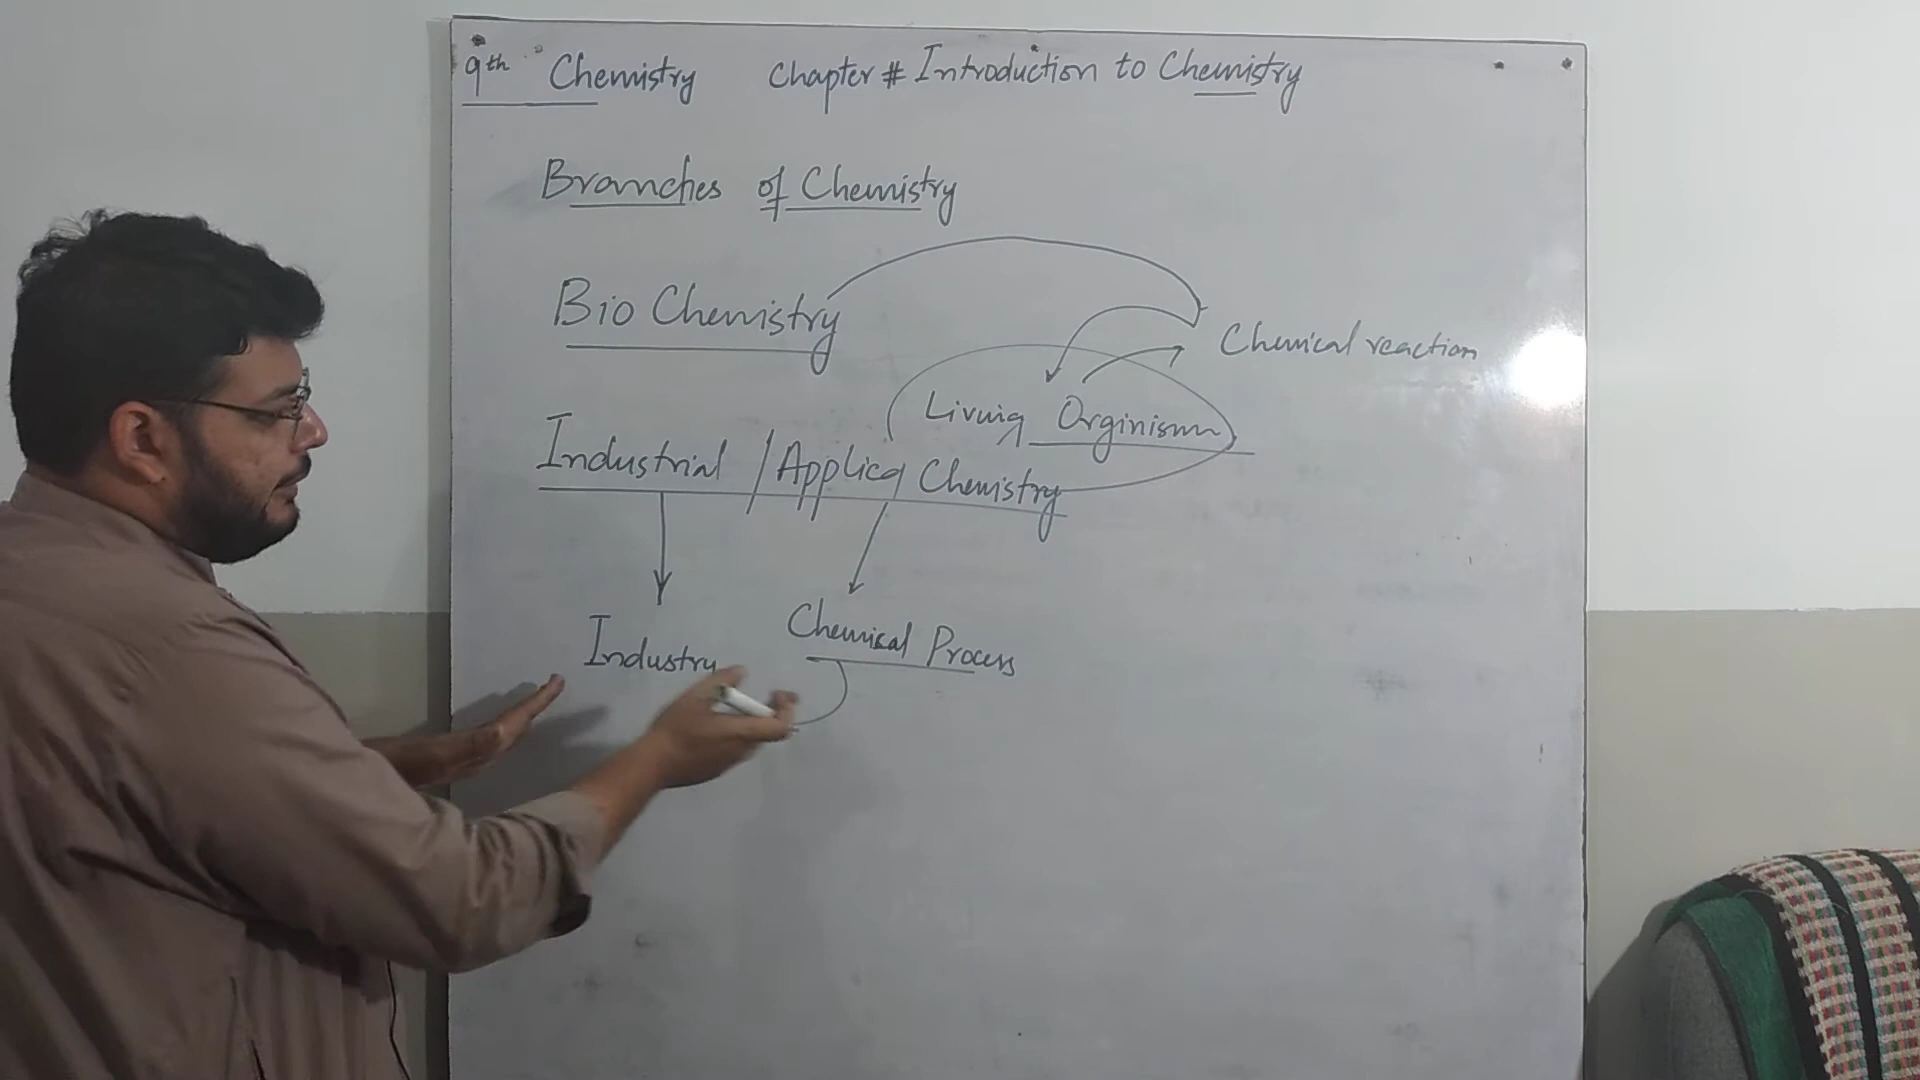 9th Chemistry Chapter # Introduction to Chemistry
Branches of Chemistry
Bio Chemistry
Chemical reaction
Living Orginism
Industrial / Applied Chemistry
Industry
Chemical Process